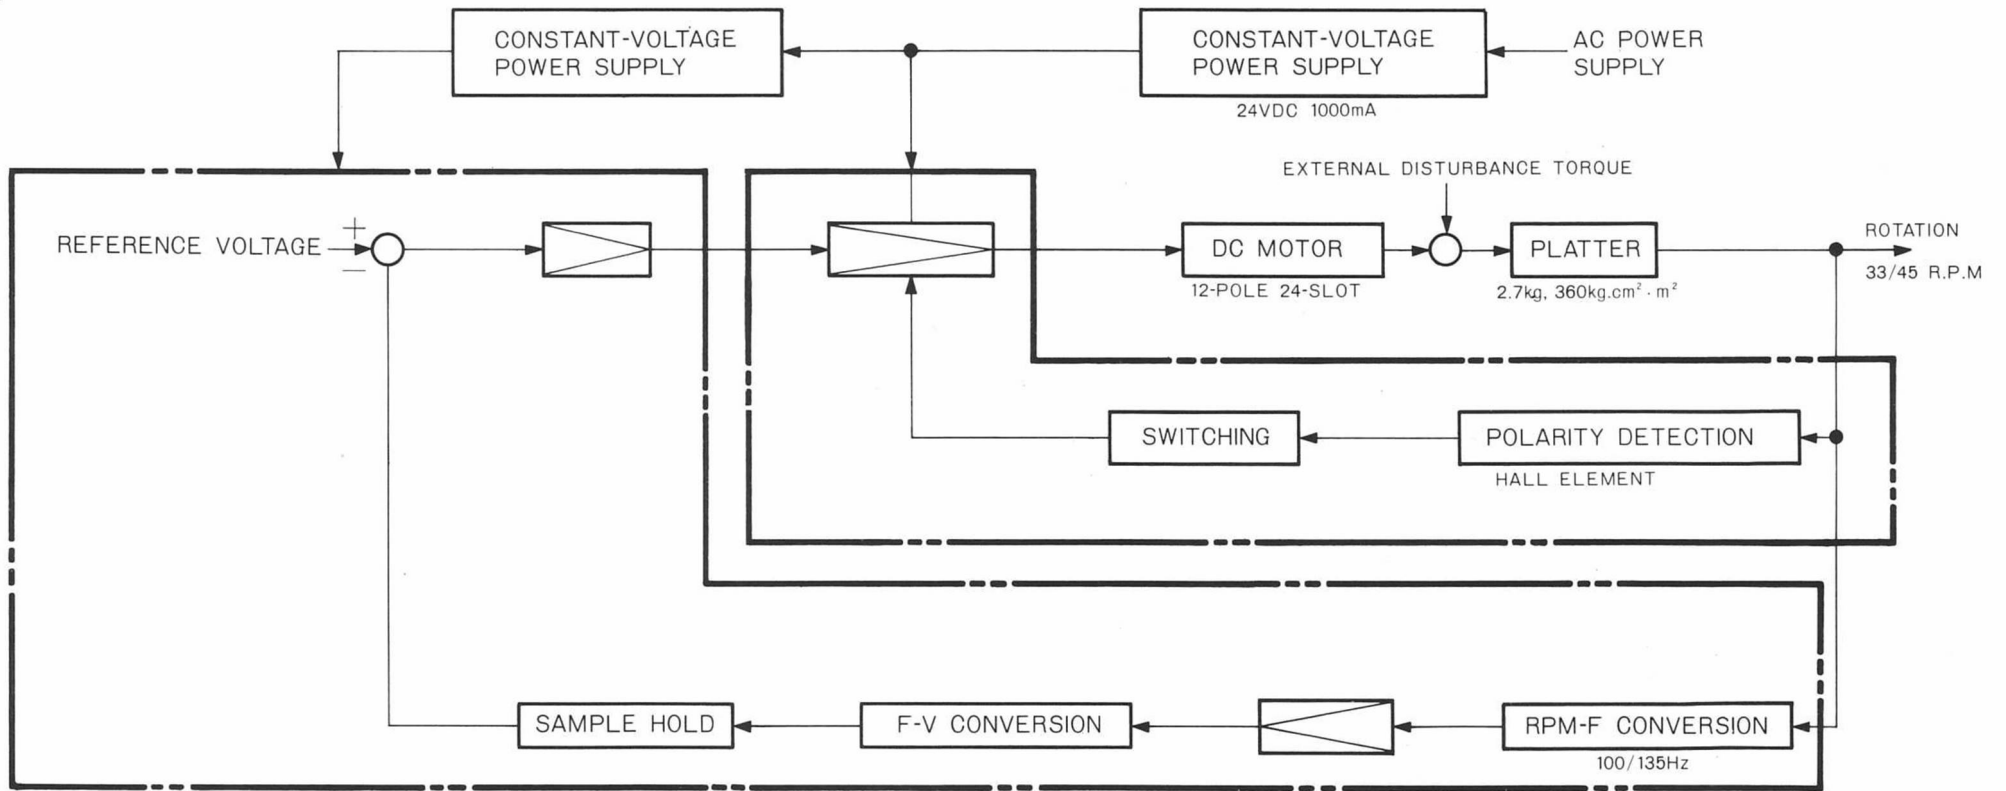 CONSTANT-VOLTAGE
POWER SUPPLY
CONSTANT-VOLTAGE
POWER SUPPLY
24VDC 1000mA
AC POWER
SUPPLY
EXTERNAL DISTURBANCE TORQUE
REFERENCE VOLTAGE
+
−
DC MOTOR
12-POLE 24-SLOT
PLATTER
2.7kg, 360kg.cm² · m²
ROTATION
33/45 R.P.M
SWITCHING
POLARITY DETECTION
HALL ELEMENT
SAMPLE HOLD
F-V CONVERSION
RPM-F CONVERSION
100/135Hz